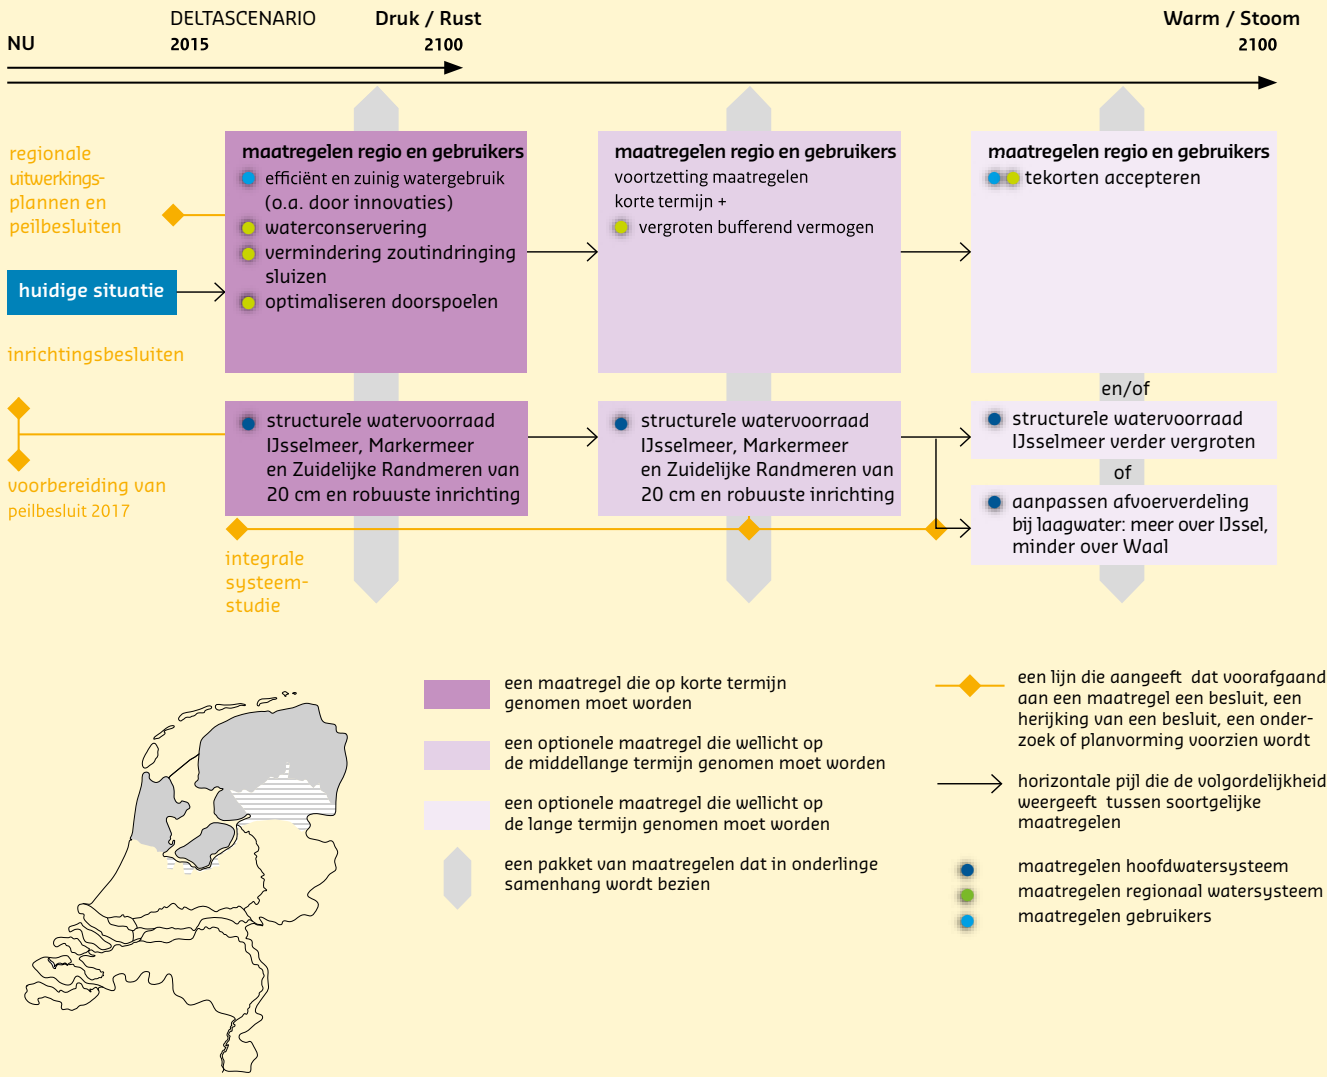 DELTASCENARIO
Druk / Rust
Warm / Stoom
NU
2015
2100
2100
regionale
uitwerkings-
plannen en
peilbesluiten
huidige situatie
inrichtingsbesluiten
voorbereiding van
peilbesluit 2017
maatregelen regio en gebruikers
efficiënt en zuinig watergebruik
(o.a. door innovaties)
waterconservering
vermindering zoutindringing
sluizen
optimaliseren doorspoelen
maatregelen regio en gebruikers
voortzetting maatregelen
korte termijn +
vergroten bufferend vermogen
maatregelen regio en gebruikers
tekorten accepteren
en/of
structurele watervoorraad
IJsselmeer, Markermeer
en Zuidelijke Randmeren van
20 cm en robuuste inrichting
structurele watervoorraad
IJsselmeer, Markermeer
en Zuidelijke Randmeren van
20 cm en robuuste inrichting
structurele watervoorraad
IJsselmeer verder vergroten
of
aanpassen afvoerverdeling
bij laagwater: meer over IJssel,
minder over Waal
integrale
systeem-
studie
een maatregel die op korte termijn
genomen moet worden
een optionele maatregel die wellicht op
de middellange termijn genomen moet worden
een optionele maatregel die wellicht op
de lange termijn genomen moet worden
een pakket van maatregelen dat in onderlinge
samenhang wordt bezien
een lijn die aangeeft dat voorafgaand
aan een maatregel een besluit, een
herijking van een besluit, een onder-
zoek of planvorming voorzien wordt
horizontale pijl die de volgordelijkheid
weergeeft tussen soortgelijke
maatregelen
maatregelen hoofdwatersysteem
maatregelen regionaal watersysteem
maatregelen gebruikers